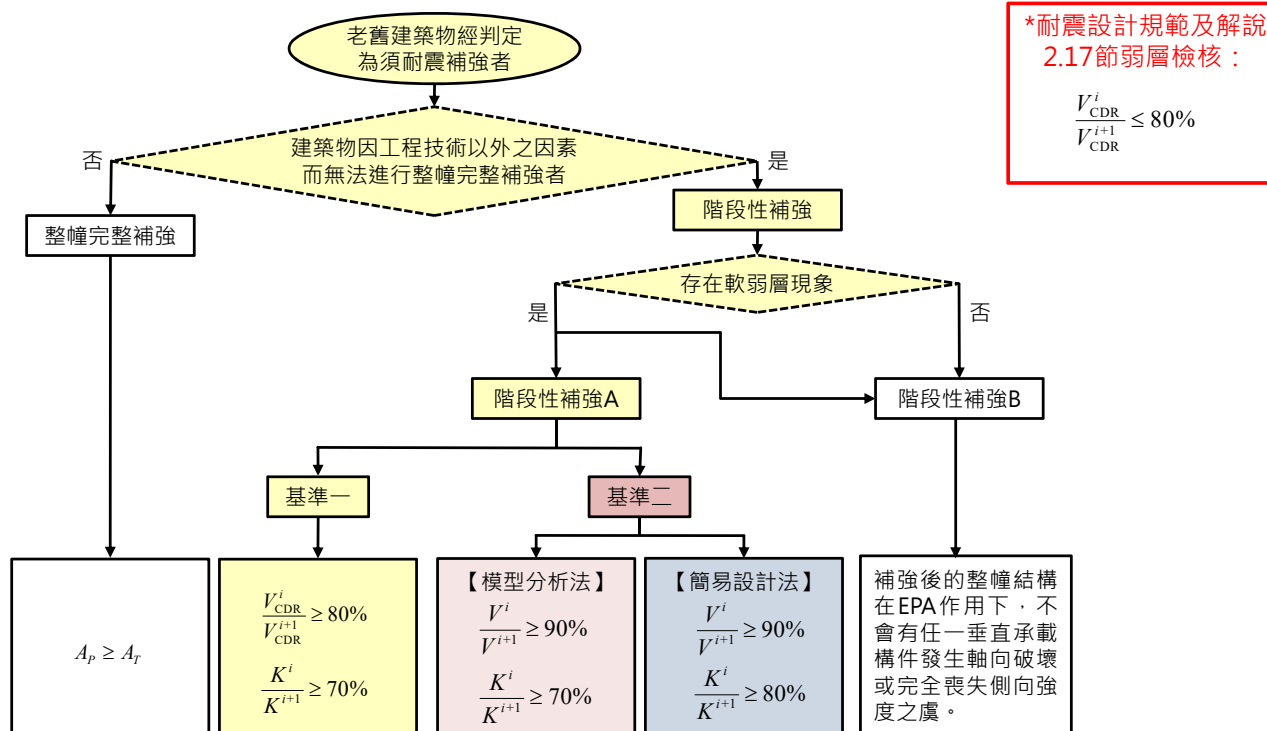 老舊建築物經判定
為須耐震補強者
*耐震設計規範及解說
2.17節弱層檢核：
V^i_CDR / V^{i+1}_CDR ≤ 80%
建築物因工程技術以外之因素
而無法進行整幢完整補強者
否
是
整幢完整補強
階段性補強
存在軟弱層現象
是
否
階段性補強A
階段性補強B
基準一
基準二
A_P ≥ A_T
V^i_CDR / V^{i+1}_CDR ≥ 80%
K^i / K^{i+1} ≥ 70%
【模型分析法】
V^i / V^{i+1} ≥ 90%
K^i / K^{i+1} ≥ 70%
【簡易設計法】
V^i / V^{i+1} ≥ 90%
K^i / K^{i+1} ≥ 80%
補強後的整幢結構
在EPA作用下，不
會有任一垂直承載
構件發生軸向破壞
或完全喪失側向強
度之虞。